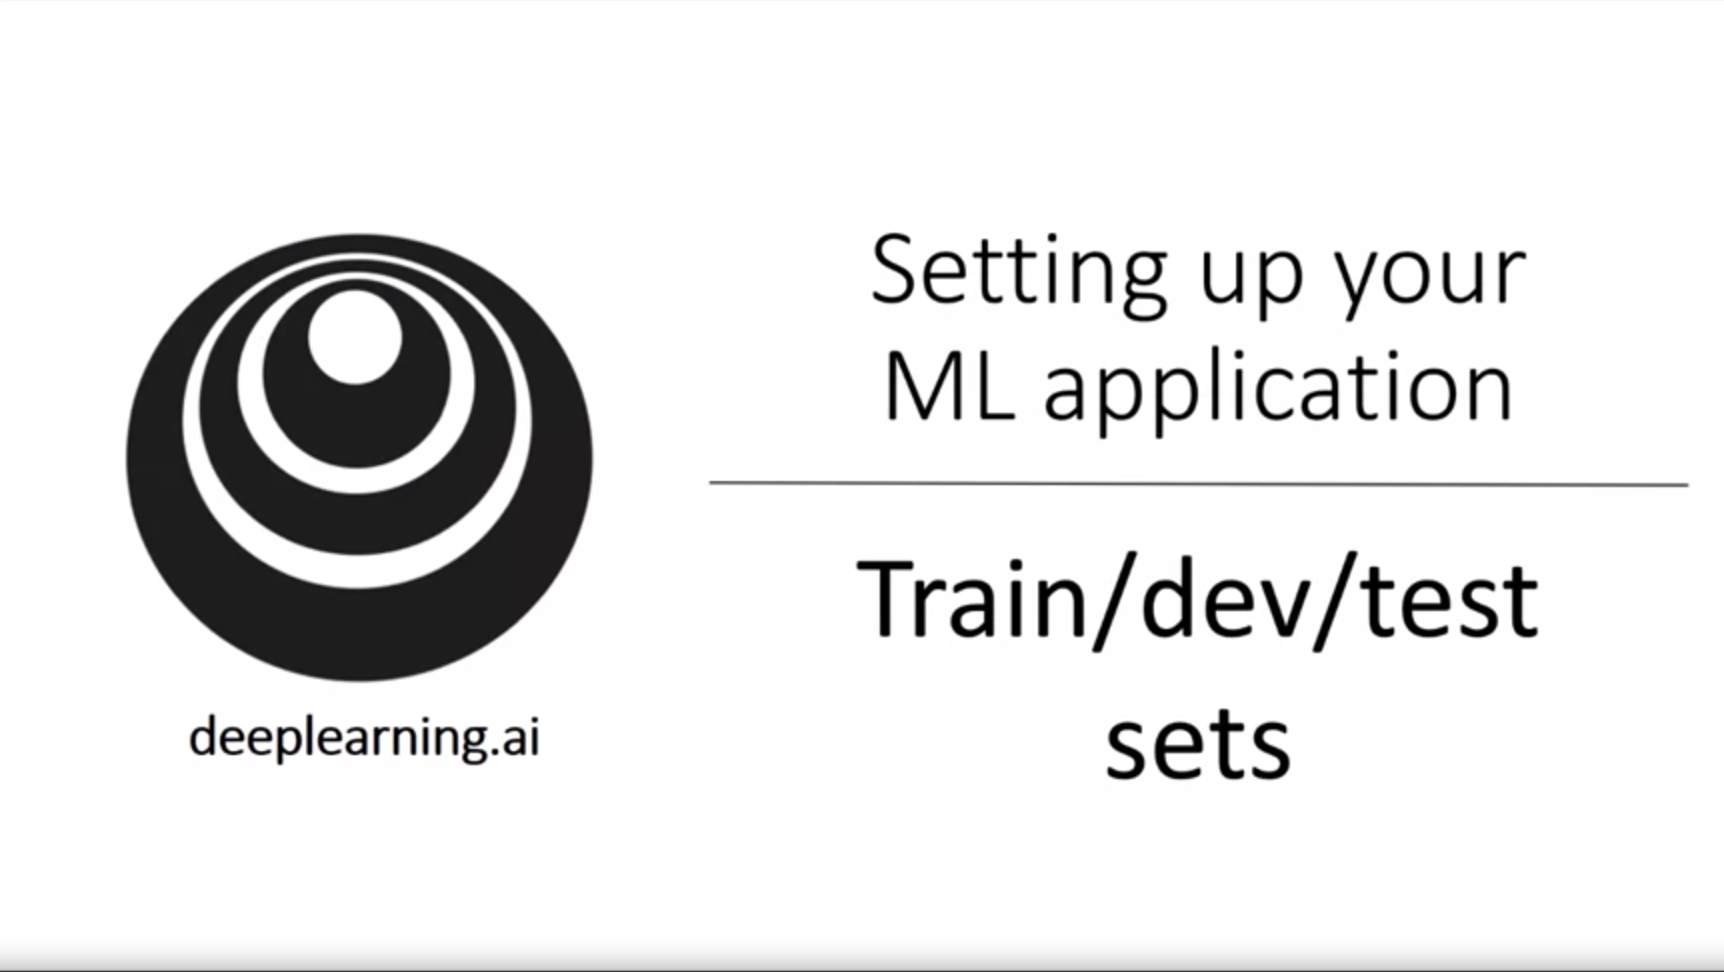 Setting up your
ML application
Train/dev/test
sets
deeplearning.ai